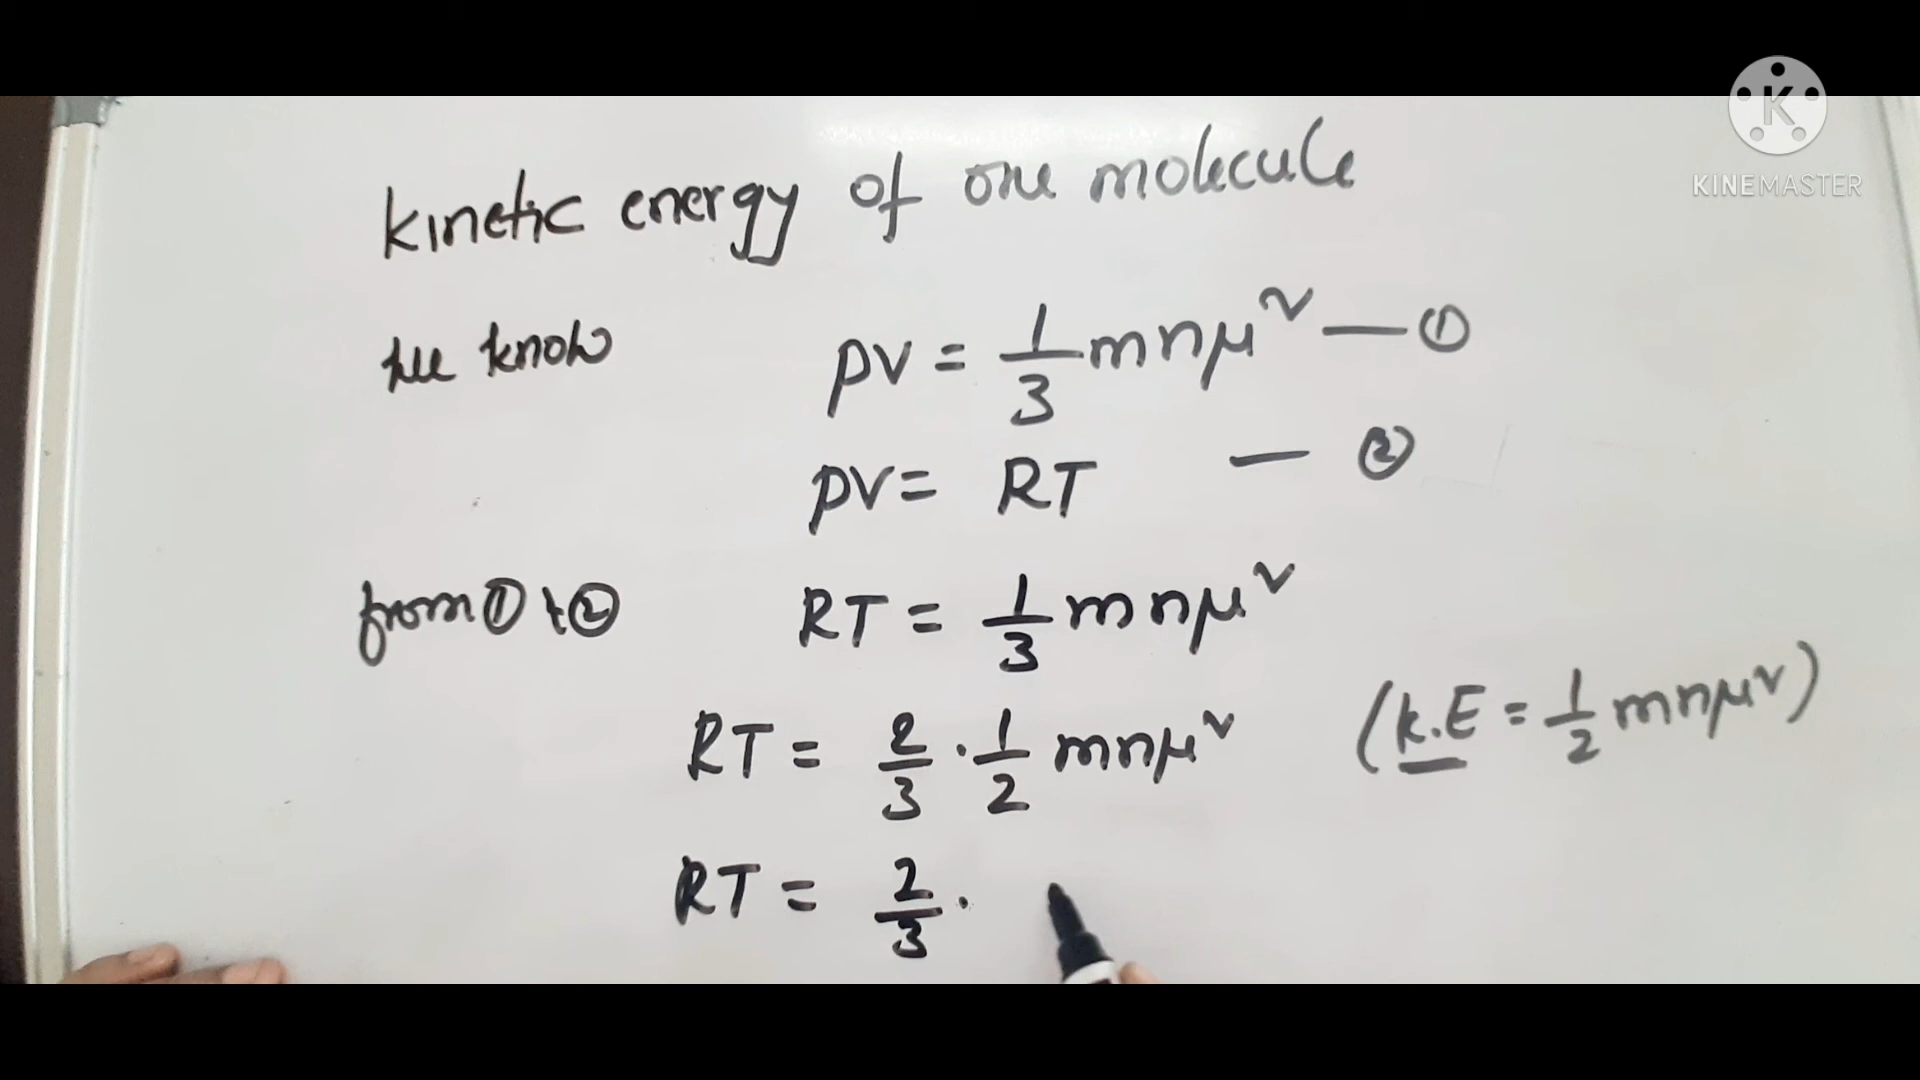 K
KINEMASTER
kinetic energy of one molecule
we know PV = 1/3 mnμ² — ①
PV = RT — ②
from ① & ② RT = 1/3 mnμ²
RT = 2/3 · 1/2 mnμ² (K.E = 1/2 mnμ²)
RT = 2/3 ·